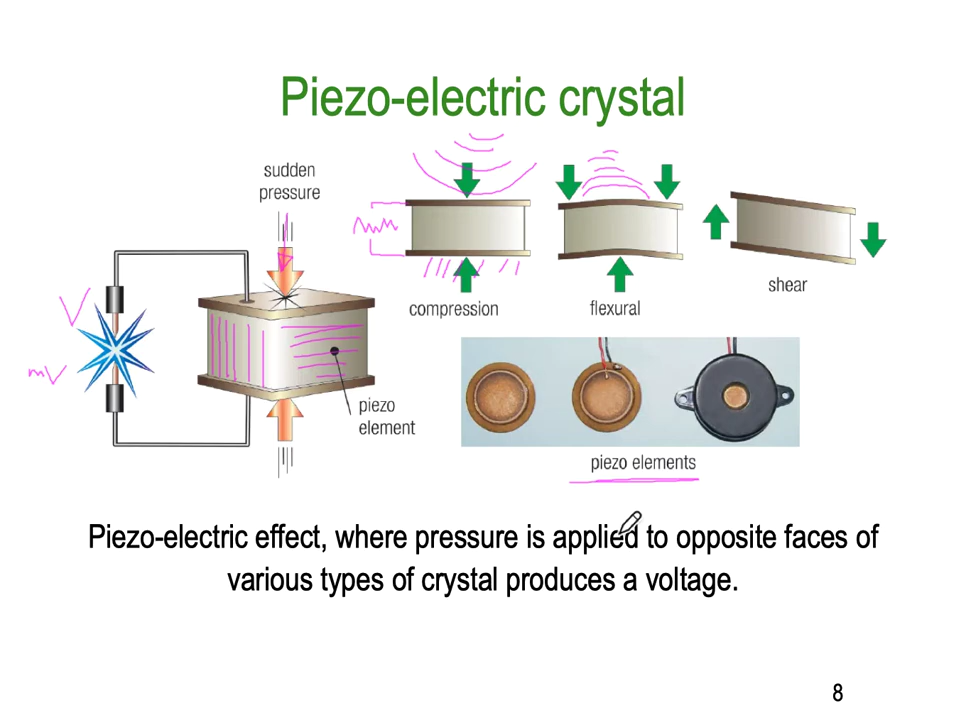 Piezo-electric crystal
sudden
pressure
V
mV
piezo
element
compression
flexural
shear
piezo elements
Piezo-electric effect, where pressure is applied to opposite faces of
various types of crystal produces a voltage.
8